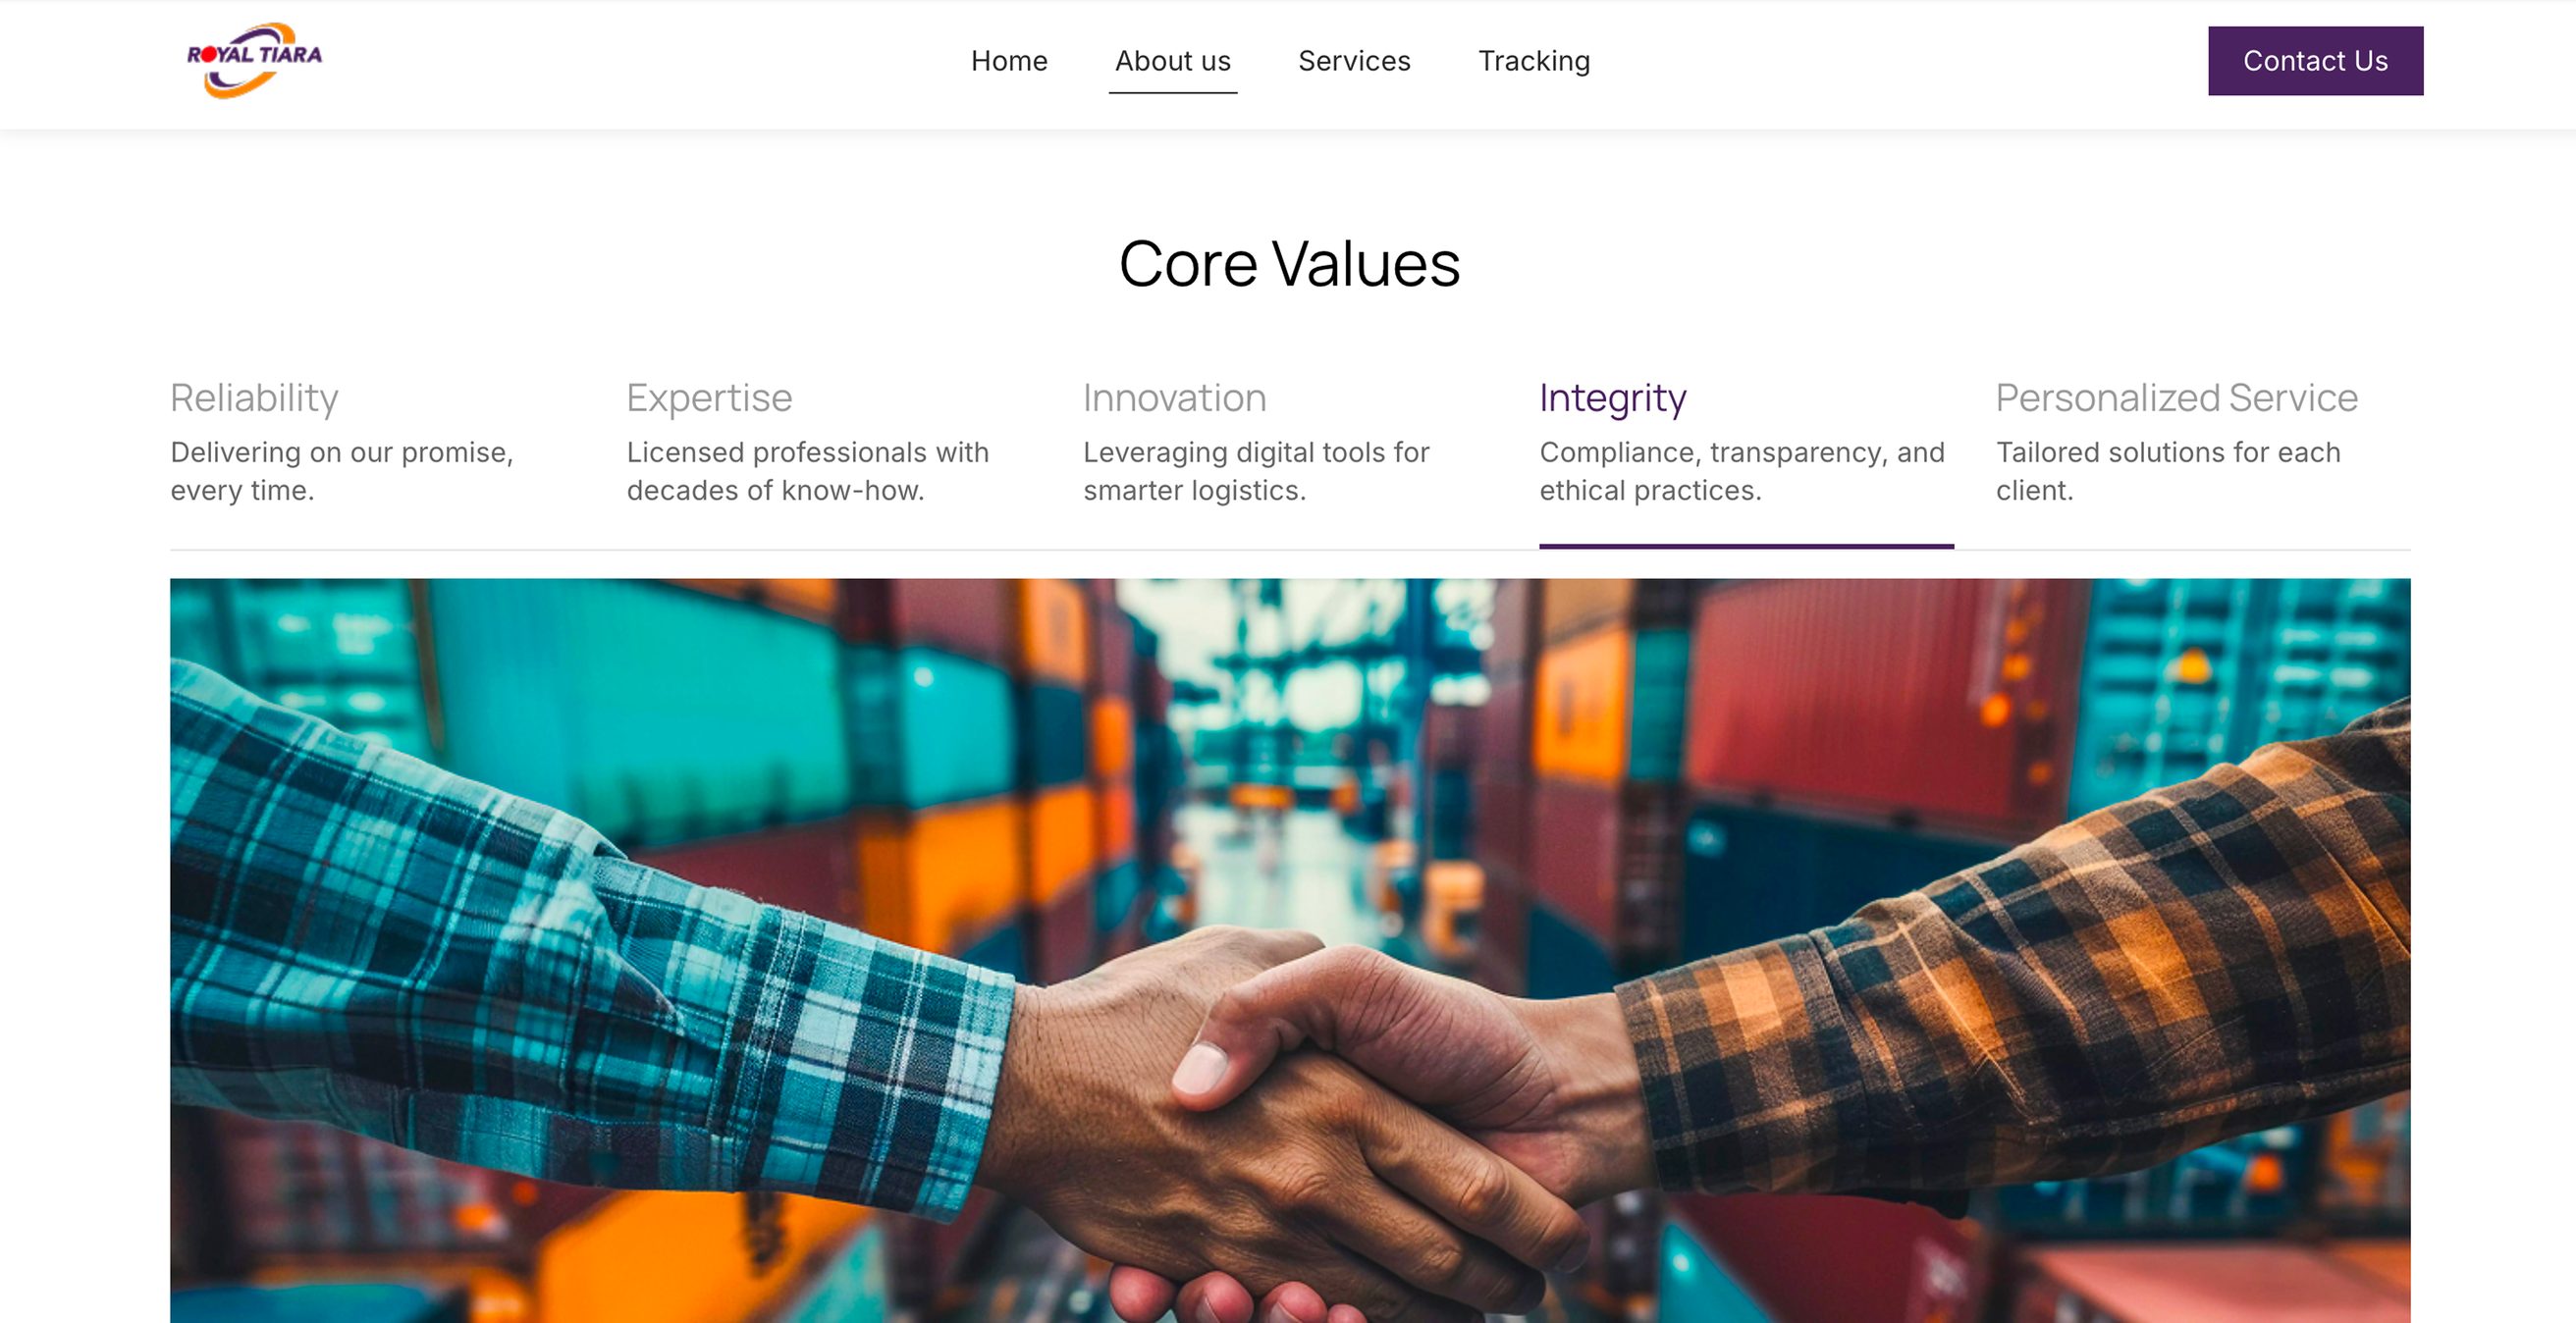 ROYAL TIARA
Home
About us
Services
Tracking
Contact Us
Core Values
Reliability
Delivering on our promise,
every time.
Expertise
Licensed professionals with
decades of know-how.
Innovation
Leveraging digital tools for
smarter logistics.
Integrity
Compliance, transparency, and
ethical practices.
Personalized Service
Tailored solutions for each
client.